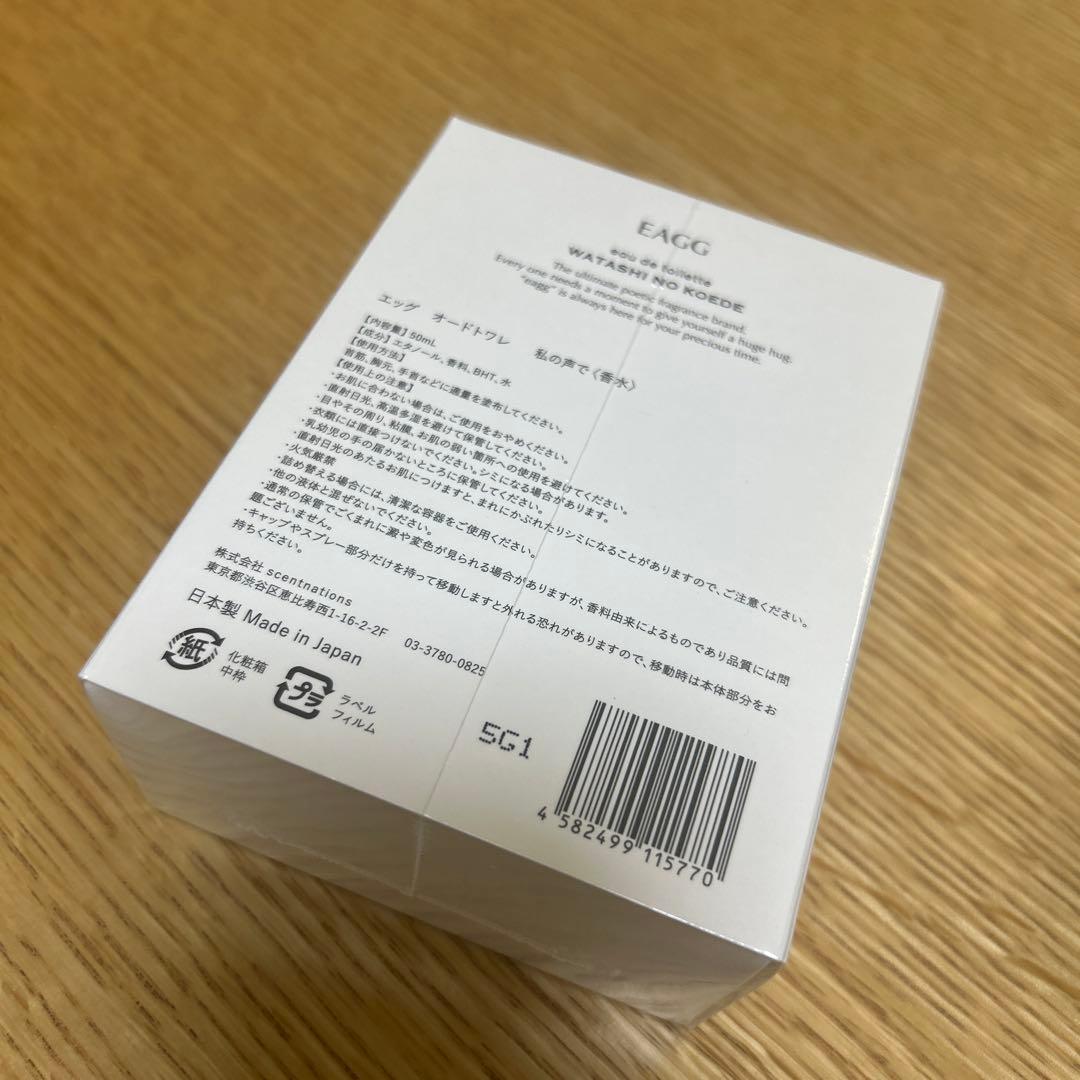 EAGG
eau de toilette
WATASHI NO KOEDE
The ultimate poetic fragrance brand.
Every one needs a moment to give yourself a huge hug.
"eagg" is always here for your precious time.
エッグ　オードトワレ　私の声で〈香水〉
【内容量】50mL
【成分】エタノール、香料、BHT、水
【使用方法】
首筋、胸元、手首などに適量を塗布してください。
【使用上の注意】
・お肌に合わない場合は、ご使用をおやめください。
・直射日光、高温多湿を避けて保管してください。
・目やその周り、粘膜、お肌の弱い箇所への使用を避けてください。
・衣類には直接つけないでください。シミになる場合があります。
・乳幼児の手の届かないところに保管してください。
・直射日光のあたるお肌につけますと、まれにかぶれたりシミになることがありますので、ご注意ください。
・火気厳禁
・詰め替える場合には、清潔な容器をご使用ください。
・他の液体と混ぜないでください。
・通常の保管でごくまれに澱や変色が見られる場合がありますが、香料由来によるものであり品質には問
題ございません。
・キャップやスプレー部分だけを持って移動しますと外れる恐れがありますので、移動時は本体部分をお
持ちください。
株式会社 scentnations
東京都渋谷区恵比寿西1-16-2-2F　03-3780-0825
日本製 Made in Japan
紙 化粧箱
中枠
プラ ラベル
フィルム
5G1
4 582499 115770